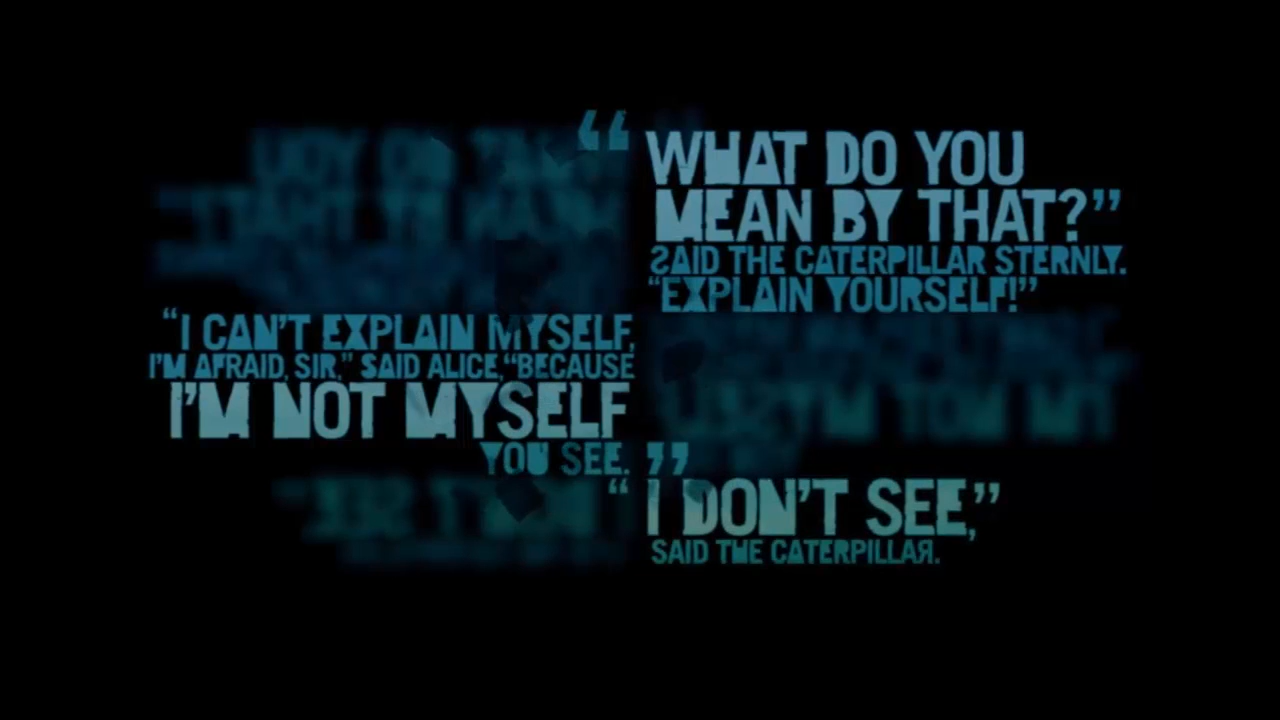 “WHAT DO YOU
MEAN BY THAT?”
SAID THE CATERPILLAR STERNLY.
“EXPLAIN YOURSELF!”
“I CAN’T EXPLAIN MYSELF,
I’M AFRAID, SIR,” SAID ALICE, “BECAUSE
I’M NOT MYSELF
YOU SEE.”
“I DON’T SEE,”
SAID THE CATERPILLAR.